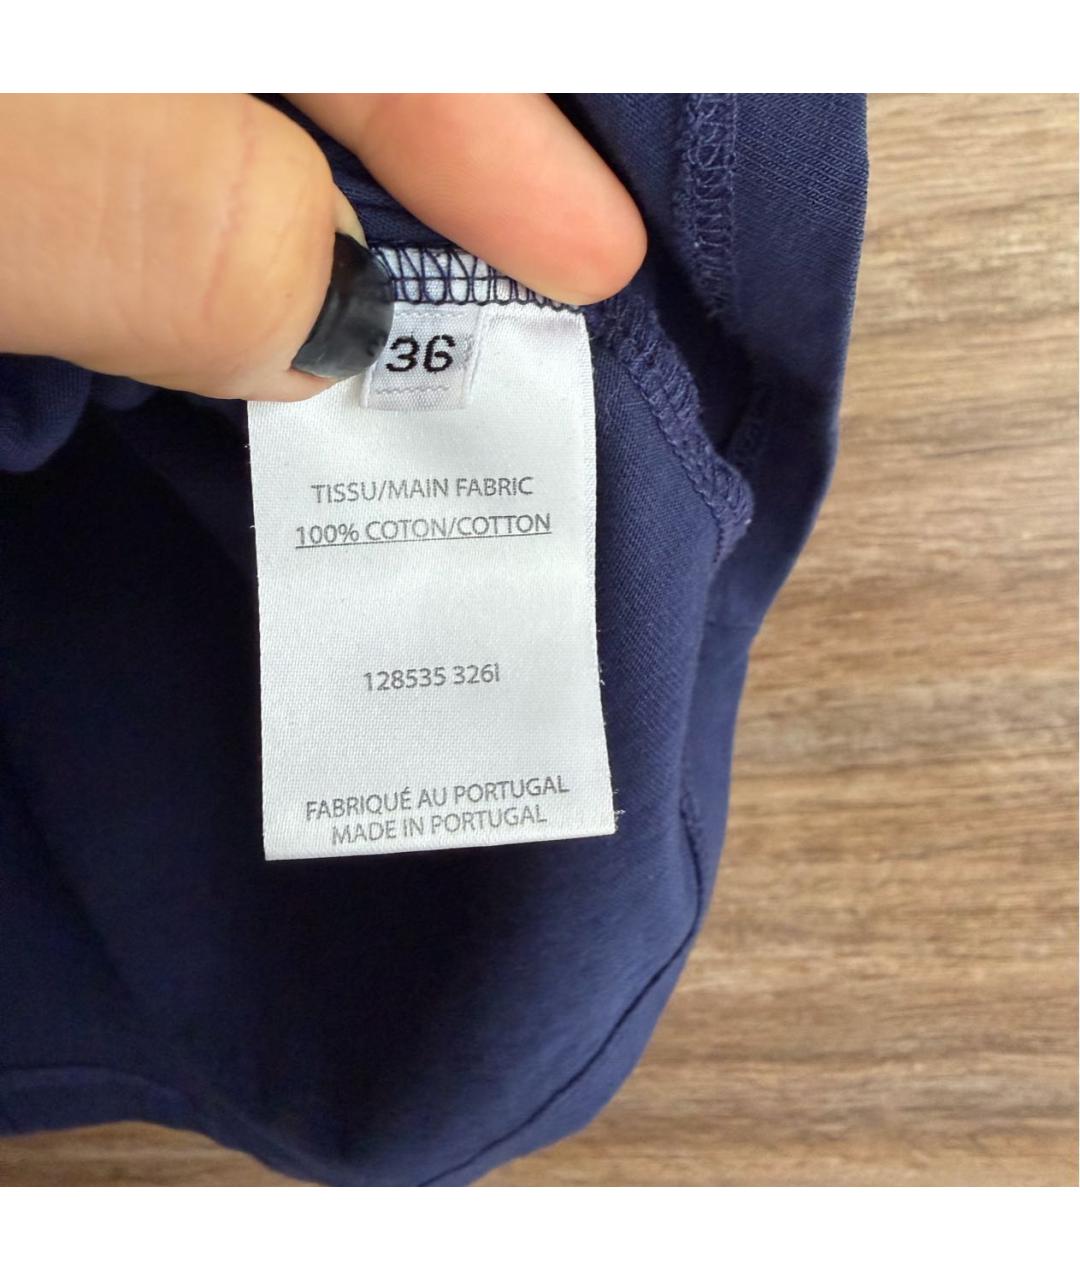 36
TISSU/MAIN FABRIC
100% COTON/COTTON
128535 326I
FABRIQUÉ AU PORTUGAL
MADE IN PORTUGAL